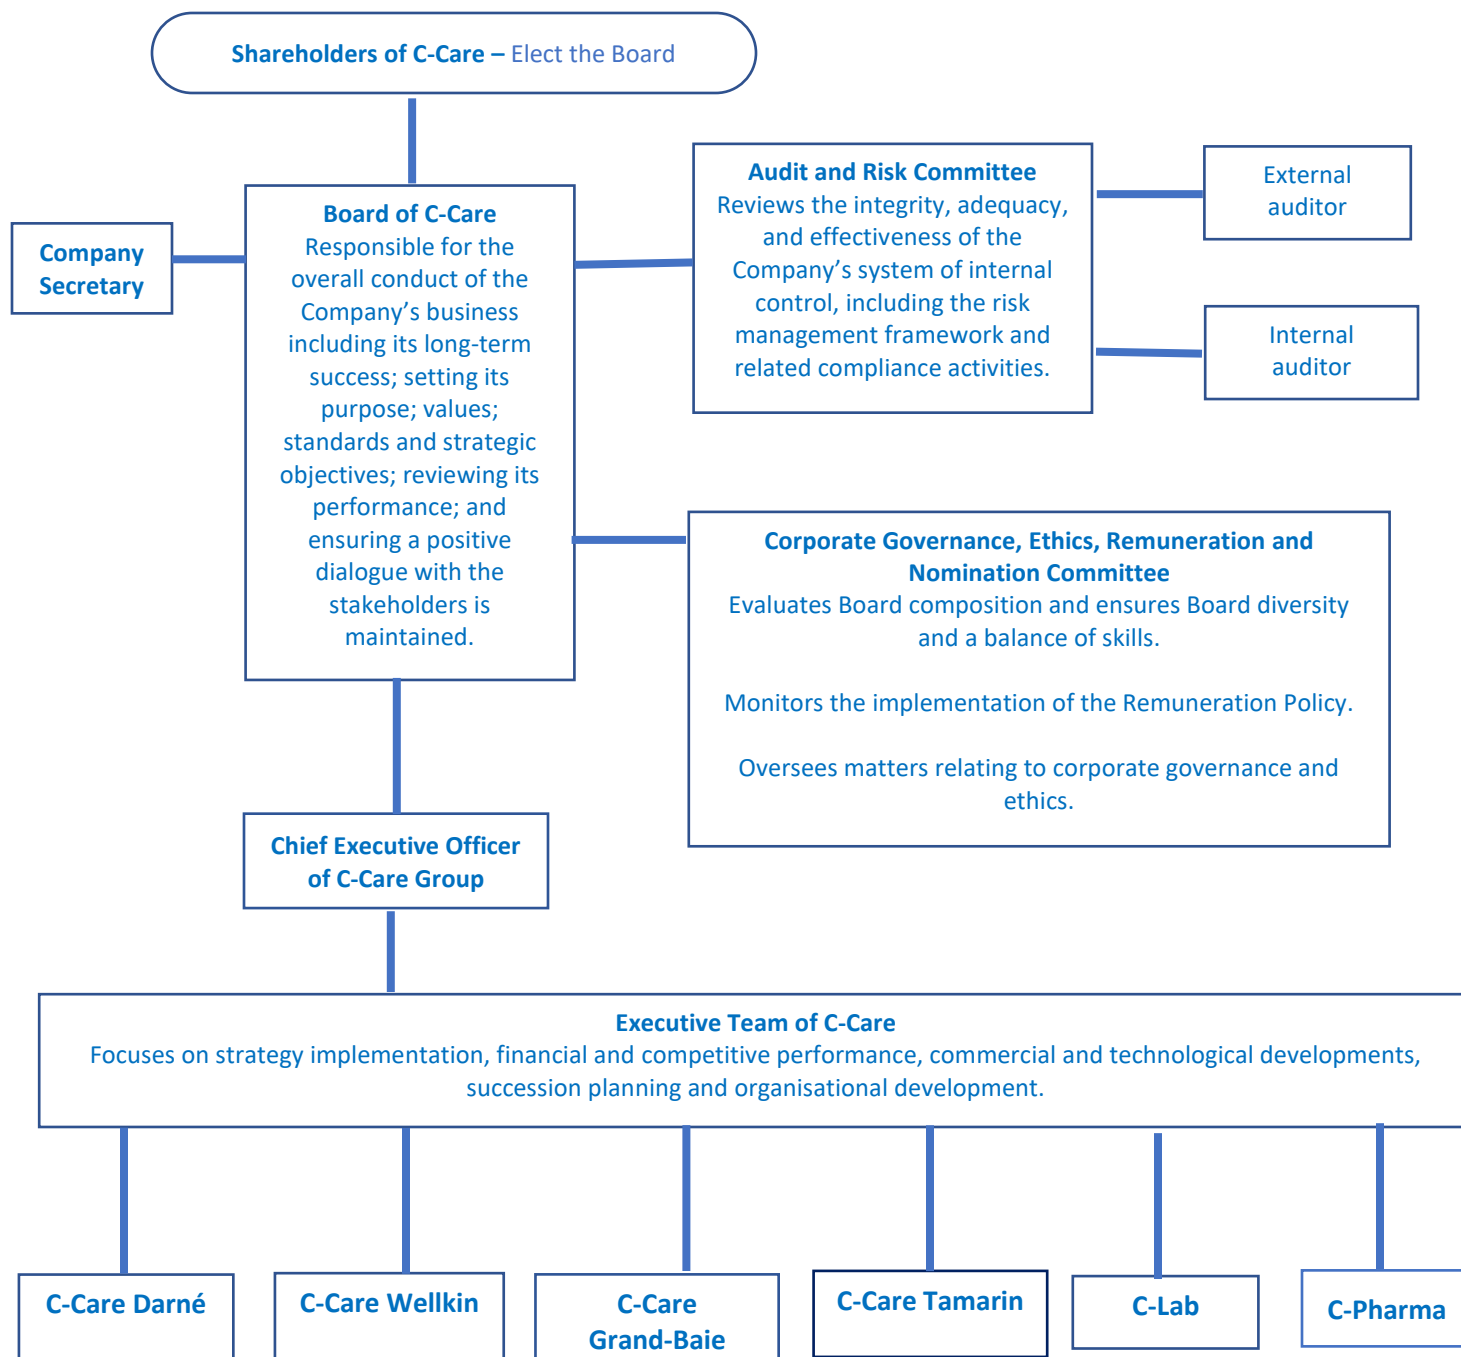 Shareholders of C-Care – Elect the Board
Company
Secretary
Board of C-Care
Responsible for the
overall conduct of the
Company’s business
including its long-term
success; setting its
purpose; values;
standards and strategic
objectives; reviewing its
performance; and
ensuring a positive
dialogue with the
stakeholders is
maintained.
Audit and Risk Committee
Reviews the integrity, adequacy,
and effectiveness of the
Company’s system of internal
control, including the risk
management framework and
related compliance activities.
External
auditor
Internal
auditor
Corporate Governance, Ethics, Remuneration and
Nomination Committee
Evaluates Board composition and ensures Board diversity
and a balance of skills.
Monitors the implementation of the Remuneration Policy.
Oversees matters relating to corporate governance and
ethics.
Chief Executive Officer
of C-Care Group
Executive Team of C-Care
Focuses on strategy implementation, financial and competitive performance, commercial and technological developments,
succession planning and organisational development.
C-Care Darné
C-Care Wellkin
C-Care
Grand-Baie
C-Care Tamarin
C-Lab
C-Pharma